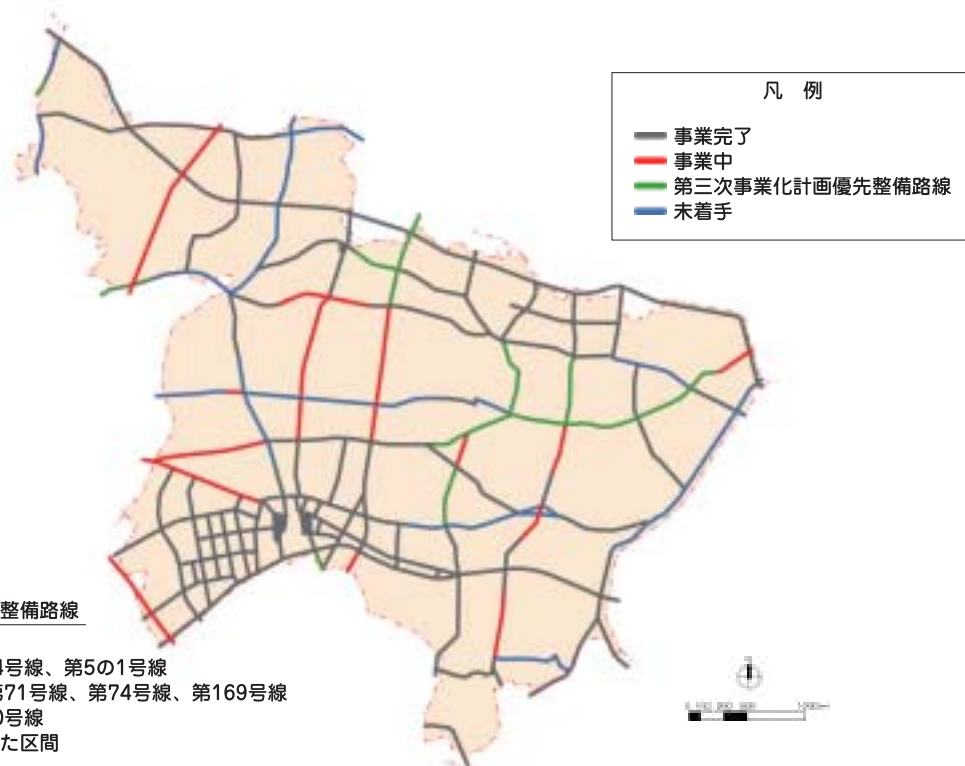 凡 例
事業完了
事業中
第三次事業化計画優先整備路線
未着手
整備路線
号線、第5の1号線
第71号線、第74号線、第169号線
号線
た区間